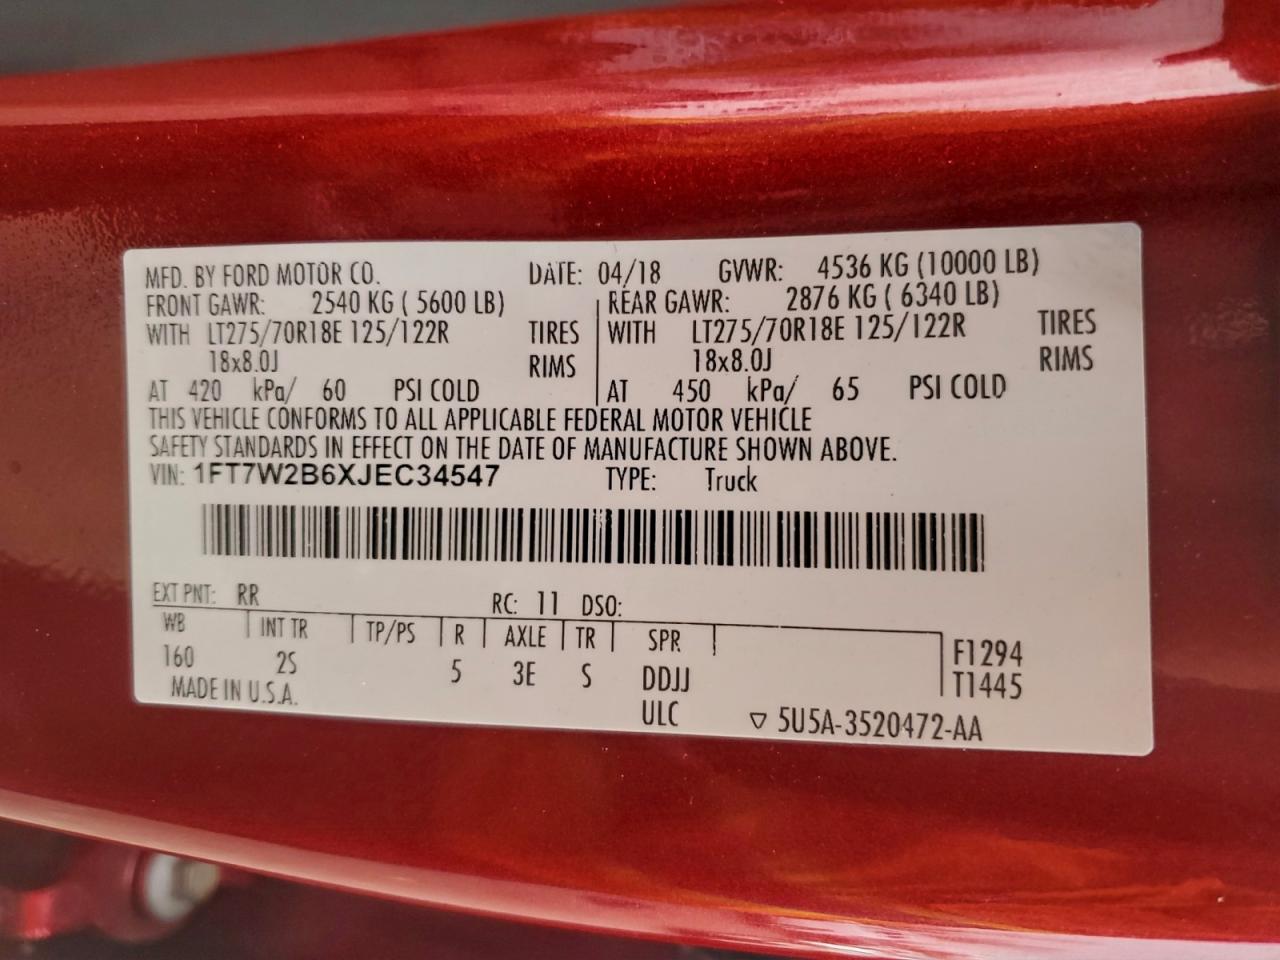 MFD. BY FORD MOTOR CO. DATE: 04/18 GVWR: 4536 KG (10000 LB)
FRONT GAWR: 2540 KG ( 5600 LB) REAR GAWR: 2876 KG ( 6340 LB)
WITH LT275/70R18E 125/122R TIRES WITH LT275/70R18E 125/122R TIRES
18x8.0J RIMS 18x8.0J RIMS
AT 420 kPa/ 60 PSI COLD AT 450 kPa/ 65 PSI COLD
THIS VEHICLE CONFORMS TO ALL APPLICABLE FEDERAL MOTOR VEHICLE
SAFETY STANDARDS IN EFFECT ON THE DATE OF MANUFACTURE SHOWN ABOVE.
VIN: 1FT7W2B6XJEC34547 TYPE: Truck
EXT PNT: RR RC: 11 DSO:
WB INT TR TP/PS R AXLE TR SPR F1294
160 2S 5 3E S DDJJ T1445
MADE IN U.S.A. ULC ▽ 5U5A-3520472-AA